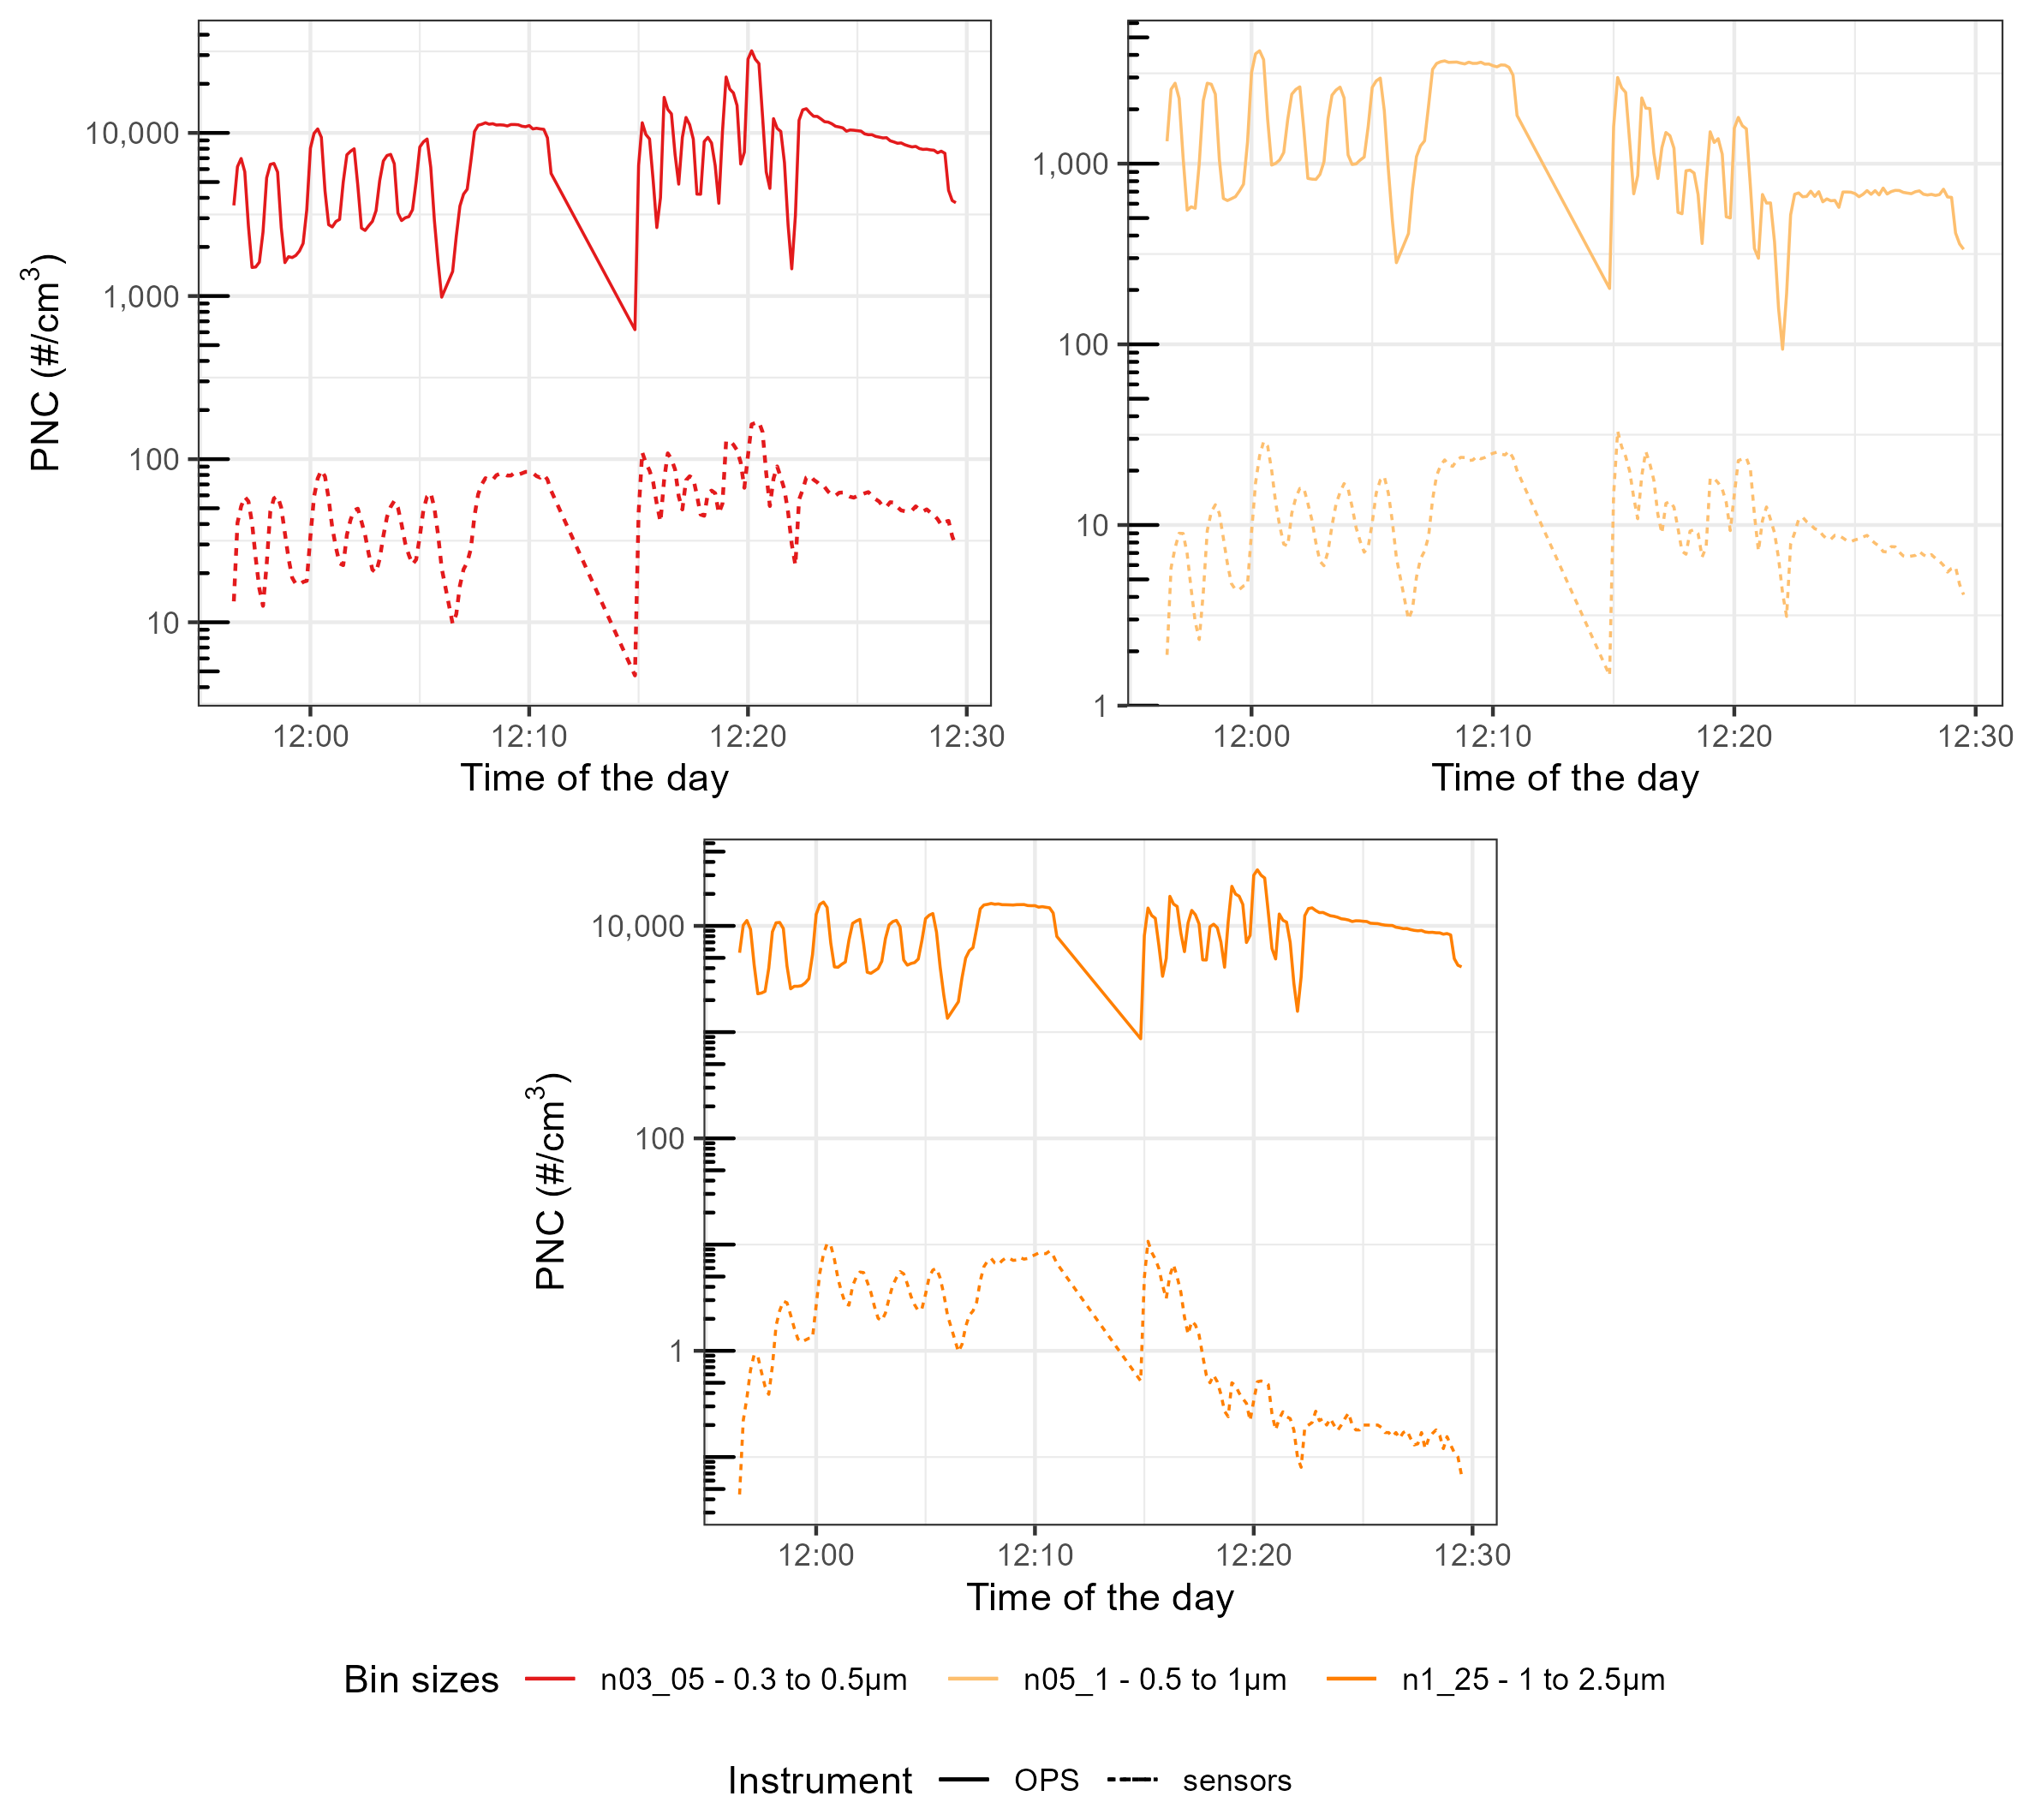 PNC (#/cm³)
10,000
1,000
100
10
12:00 12:10 12:20 12:30
Time of the day
1,000
100
10
1
12:00 12:10 12:20 12:30
Time of the day
PNC (#/cm³)
10,000
100
1
12:00 12:10 12:20 12:30
Time of the day
Bin sizes n03_05 - 0.3 to 0.5µm n05_1 - 0.5 to 1µm n1_25 - 1 to 2.5µm
Instrument OPS sensors